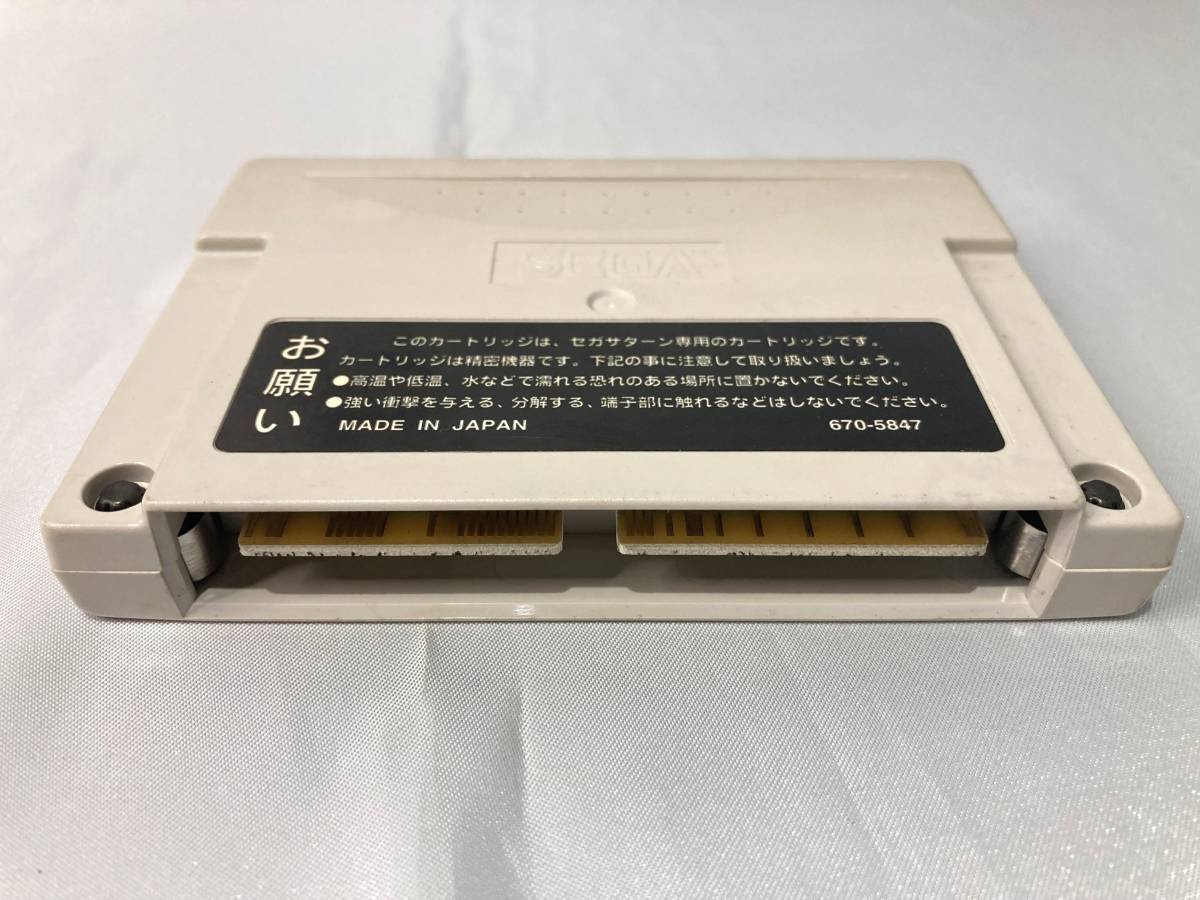 SEGA
お願い
このカートリッジは、セガサターン専用のカートリッジです。
カートリッジは精密機器です。下記の事に注意して取り扱いましょう。
●高温や低温、水などで濡れる恐れのある場所に置かないでください。
●強い衝撃を与える、分解する、端子部に触れるなどはしないでください。
MADE IN JAPAN 670-5847